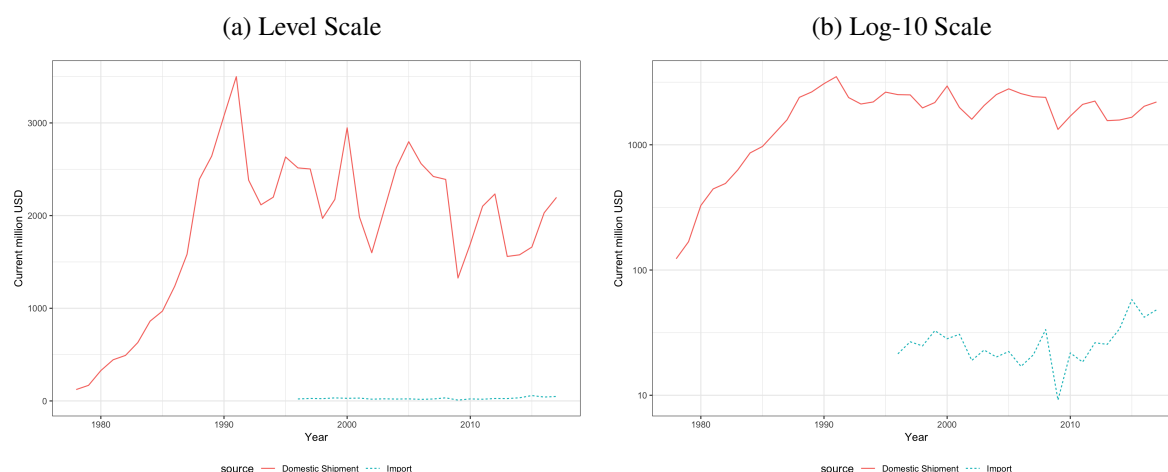 (a) Level Scale
Current million USD
3000
2000
1000
0
1980
1990
2000
2010
Year
source
Domestic Shipment
Import
(b) Log-10 Scale
Current million USD
1000
100
10
1980
1990
2000
2010
Year
source
Domestic Shipment
Import